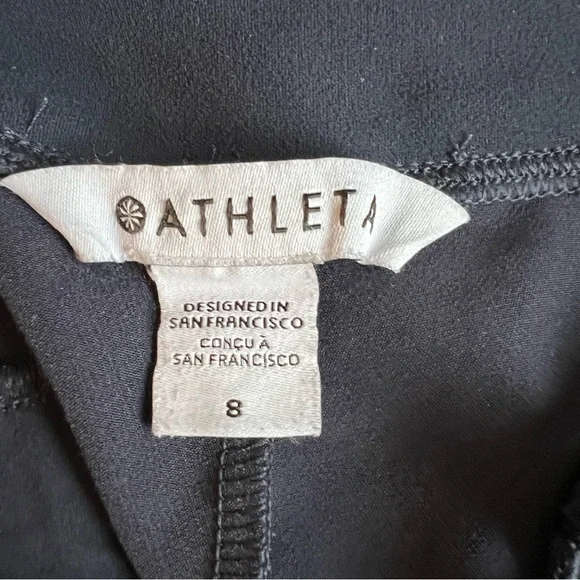 ATHLETA
DESIGNED IN
SAN FRANCISCO
CONÇU À
SAN FRANCISCO
8